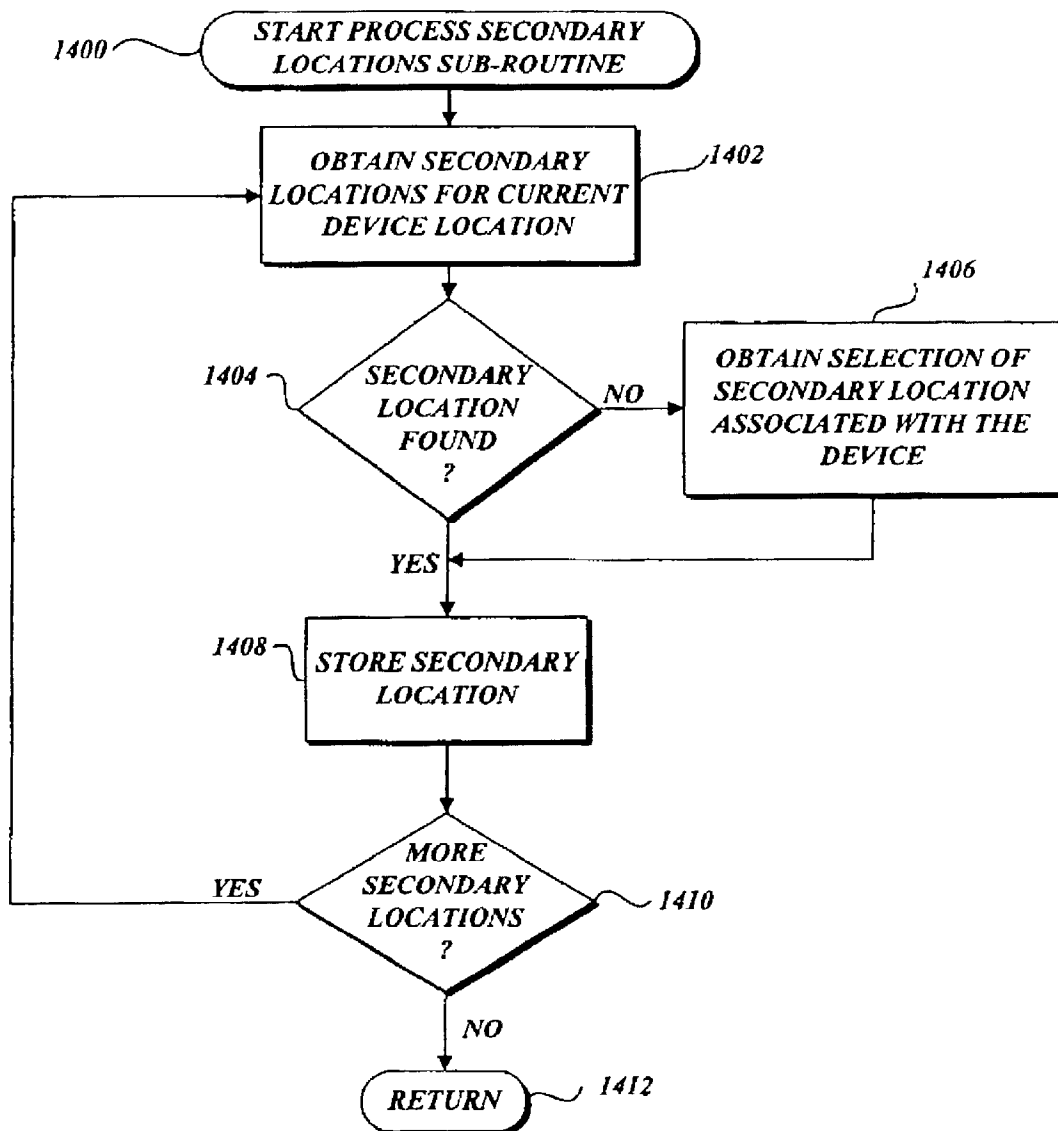 1400
START PROCESS SECONDARY
LOCATIONS SUB-ROUTINE
OBTAIN SECONDARY
LOCATIONS FOR CURRENT
DEVICE LOCATION
1402
1404
SECONDARY
LOCATION
FOUND
?
NO
1406
OBTAIN SELECTION OF
SECONDARY LOCATION
ASSOCIATED WITH THE
DEVICE
YES
1408
STORE SECONDARY
LOCATION
MORE
SECONDARY
LOCATIONS
?
YES
1410
NO
RETURN
1412